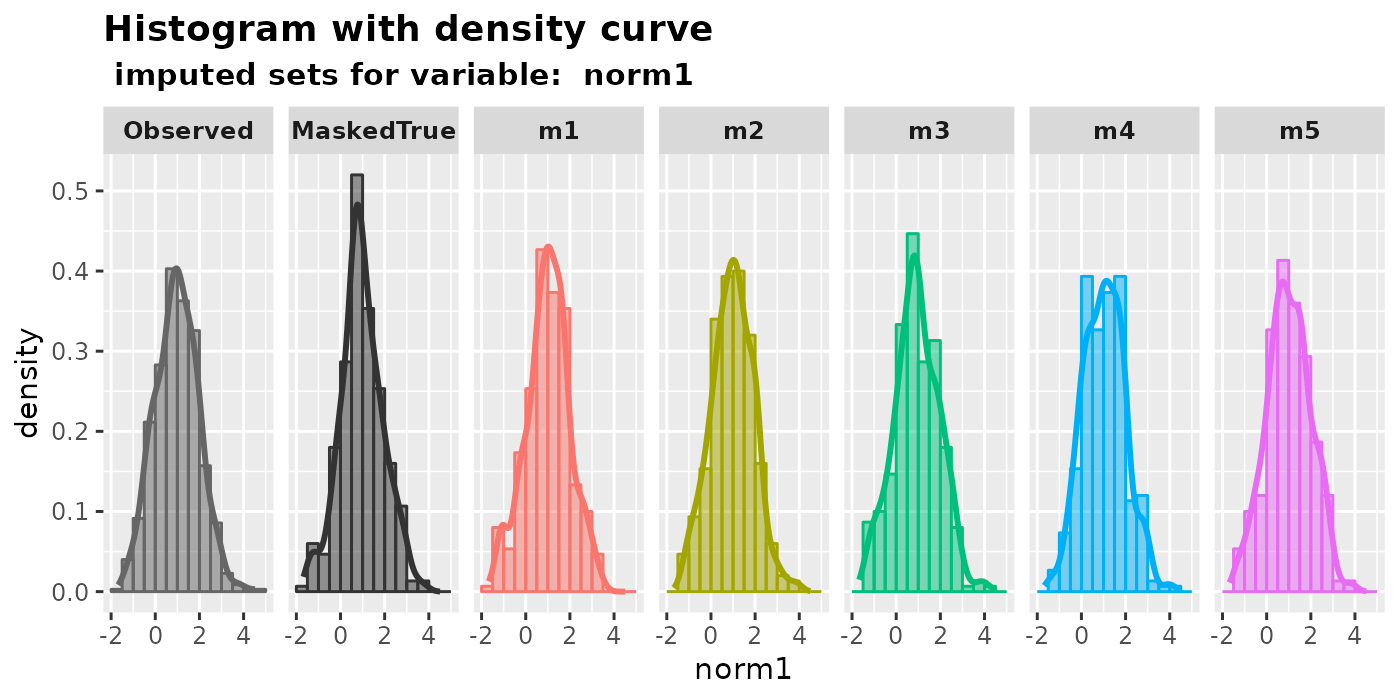 Histogram with density curve
imputed sets for variable:  norm1
Observed MaskedTrue m1 m2 m3 m4 m5
density
0.5
0.4
0.3
0.2
0.1
0.0
-2 0 2 4 -2 0 2 4 -2 0 2 4 -2 0 2 4 -2 0 2 4 -2 0 2 4 -2 0 2 4
norm1